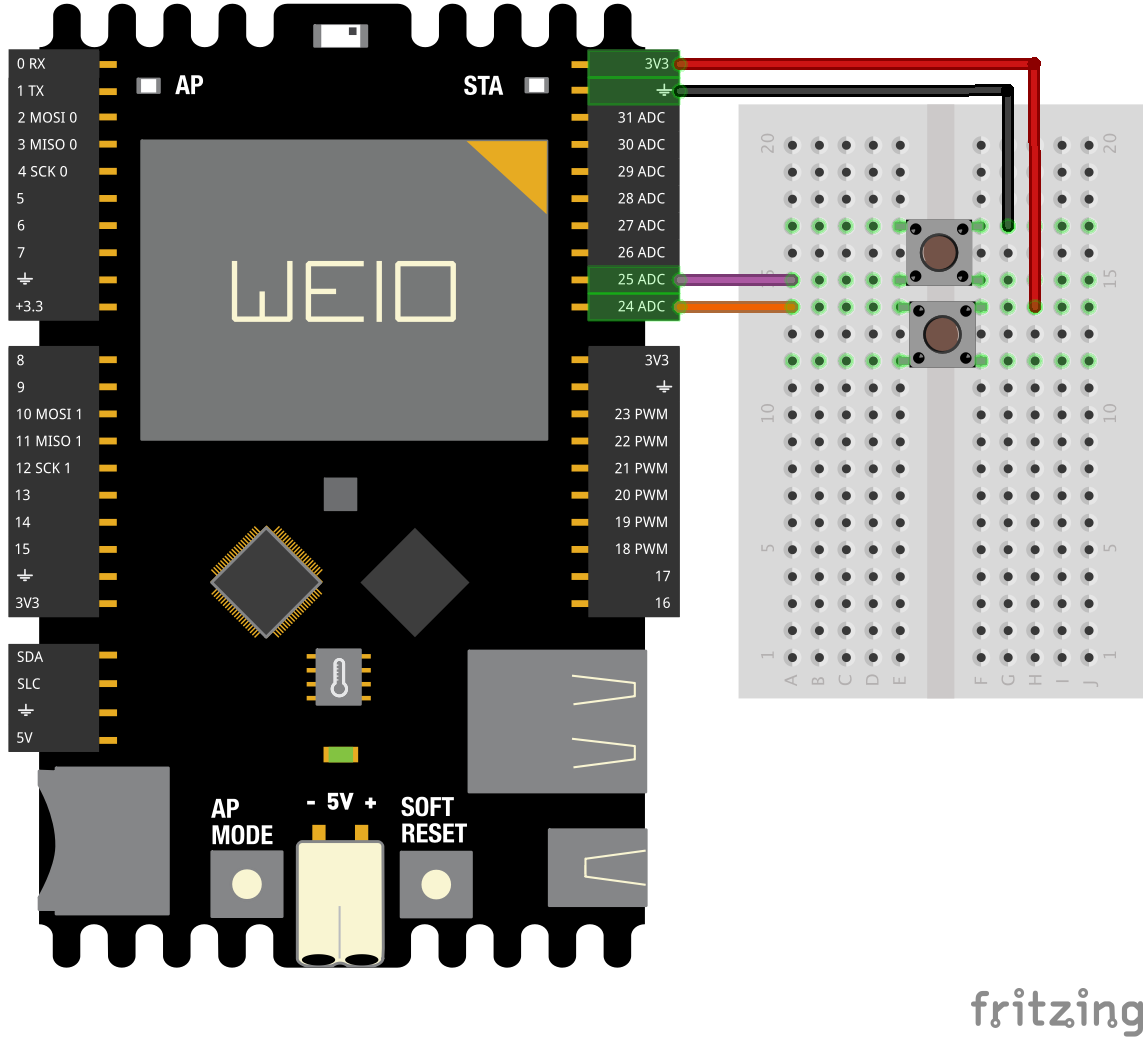 0 RX
1 TX
2 MOSI 0
3 MISO 0
4 SCK 0
5
6
7
+3.3
8
9
10 MOSI 1
11 MISO 1
12 SCK 1
13
14
15
3V3
SDA
SLC
5V
AP
STA
WEIO
AP
MODE
- 5V +
SOFT
RESET
3V3
31 ADC
30 ADC
29 ADC
28 ADC
27 ADC
26 ADC
25 ADC
24 ADC
3V3
23 PWM
22 PWM
21 PWM
20 PWM
19 PWM
18 PWM
17
16
20 20
15
10 10
5 5
1 1
A B C D E F G H I J
fritzing